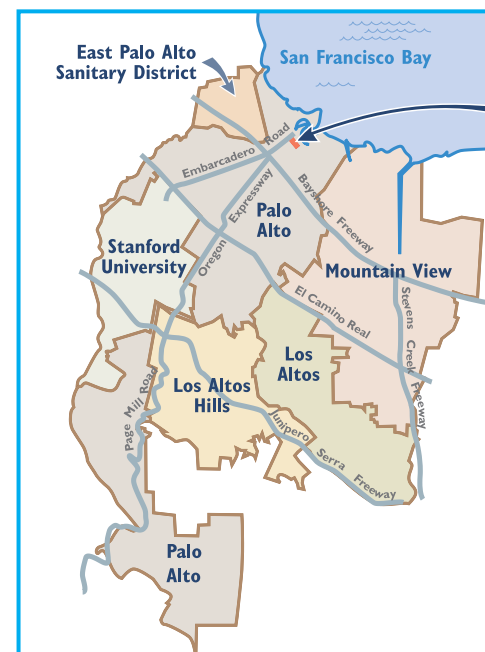 East Palo Alto
Sanitary District
San Francisco Bay
Embarcadero Road
Oregon Expressway
Bayshore Freeway
Palo
Alto
Stanford
University
Mountain View
El Camino Real
Stevens Creek Freeway
Los
Altos
Los Altos
Hills
Page Mill Road
Junipero Serra Freeway
Palo
Alto